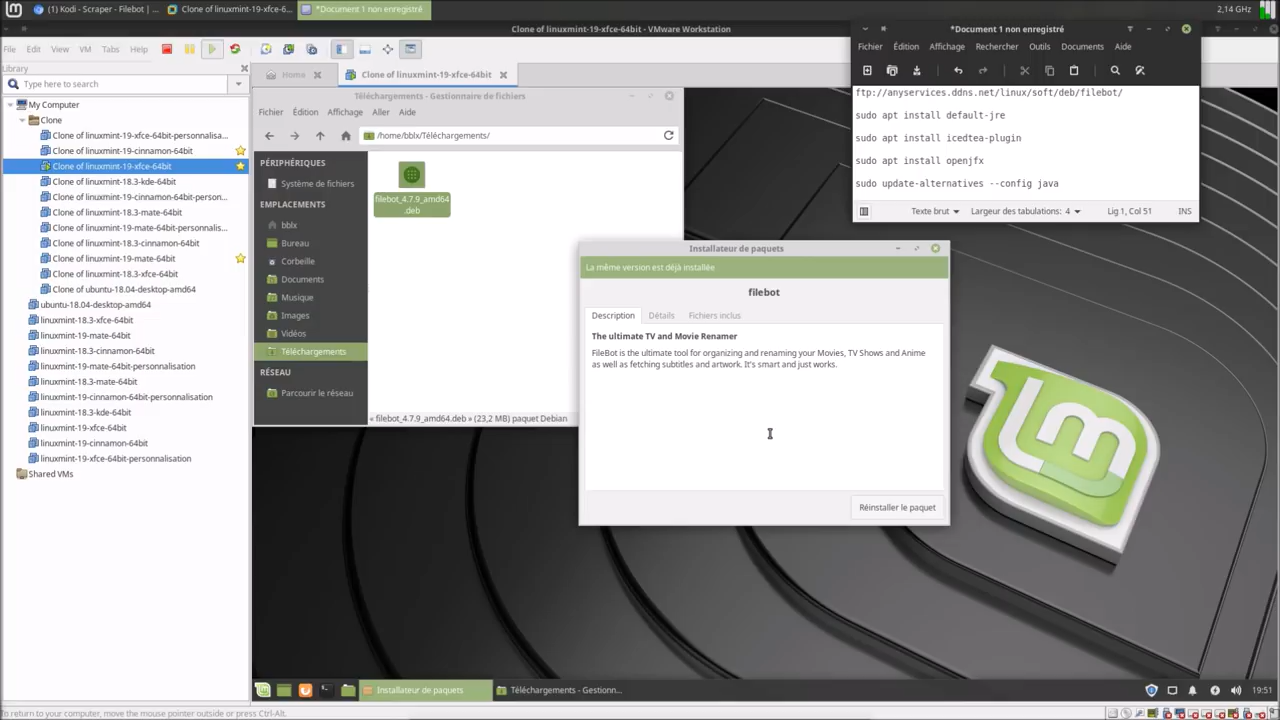 Kodi - Scraper - Filebot |...
Clone of linuxmint-19-xfce-6...
*Document 1 non enregistré
2,14 GHz
Clone of linuxmint-19-xfce-64bit - VMware Workstation
File Edit View VM Tabs Help
Library
Type here to search
My Computer
Clone
Clone of linuxmint-19-xfce-64bit-personnalisa...
Clone of linuxmint-19-cinnamon-64bit
Clone of linuxmint-19-xfce-64bit
Clone of linuxmint-18.3-kde-64bit
Clone of linuxmint-19-cinnamon-64bit-person...
Clone of linuxmint-18.3-mate-64bit
Clone of linuxmint-19-mate-64bit-personnalis...
Clone of linuxmint-18.3-cinnamon-64bit
Clone of linuxmint-19-mate-64bit
Clone of linuxmint-18.3-xfce-64bit
Clone of ubuntu-18.04-desktop-amd64
ubuntu-18.04-desktop-amd64
linuxmint-18.3-xfce-64bit
linuxmint-19-mate-64bit
linuxmint-18.3-cinnamon-64bit
linuxmint-19-mate-64bit-personnalisation
linuxmint-18.3-mate-64bit
linuxmint-19-cinnamon-64bit-personnalisation
linuxmint-18.3-kde-64bit
linuxmint-19-xfce-64bit
linuxmint-19-cinnamon-64bit
linuxmint-19-xfce-64bit-personnalisation
Shared VMs
Home
Clone of linuxmint-19-xfce-64bit
Téléchargements - Gestionnaire de fichiers
Fichier Édition Affichage Aller Aide
/home/bblx/Téléchargements/
PÉRIPHÉRIQUES
Système de fichiers
EMPLACEMENTS
bblx
Bureau
Corbeille
Documents
Musique
Images
Vidéos
Téléchargements
RÉSEAU
Parcourir le réseau
filebot_4.7.9_amd64
.deb
« filebot_4.7.9_amd64.deb » (23,2 MB) paquet Debian
*Document 1 non enregistré
Fichier Édition Affichage Rechercher Outils Documents Aide
ftp://anyservices.ddns.net/linux/soft/deb/filebot/
sudo apt install default-jre
sudo apt install icedtea-plugin
sudo apt install openjfx
sudo update-alternatives --config java
Texte brut Largeur des tabulations: 4 Lig 1, Col 51 INS
Installateur de paquets
La même version est déjà installée
filebot
Description Détails Fichiers inclus
The ultimate TV and Movie Renamer
FileBot is the ultimate tool for organizing and renaming your Movies, TV Shows and Anime
as well as fetching subtitles and artwork. It's smart and just works.
Réinstaller le paquet
Installateur de paquets
Téléchargements - Gestionn...
19:51
To return to your computer, move the mouse pointer outside or press Ctrl-Alt.